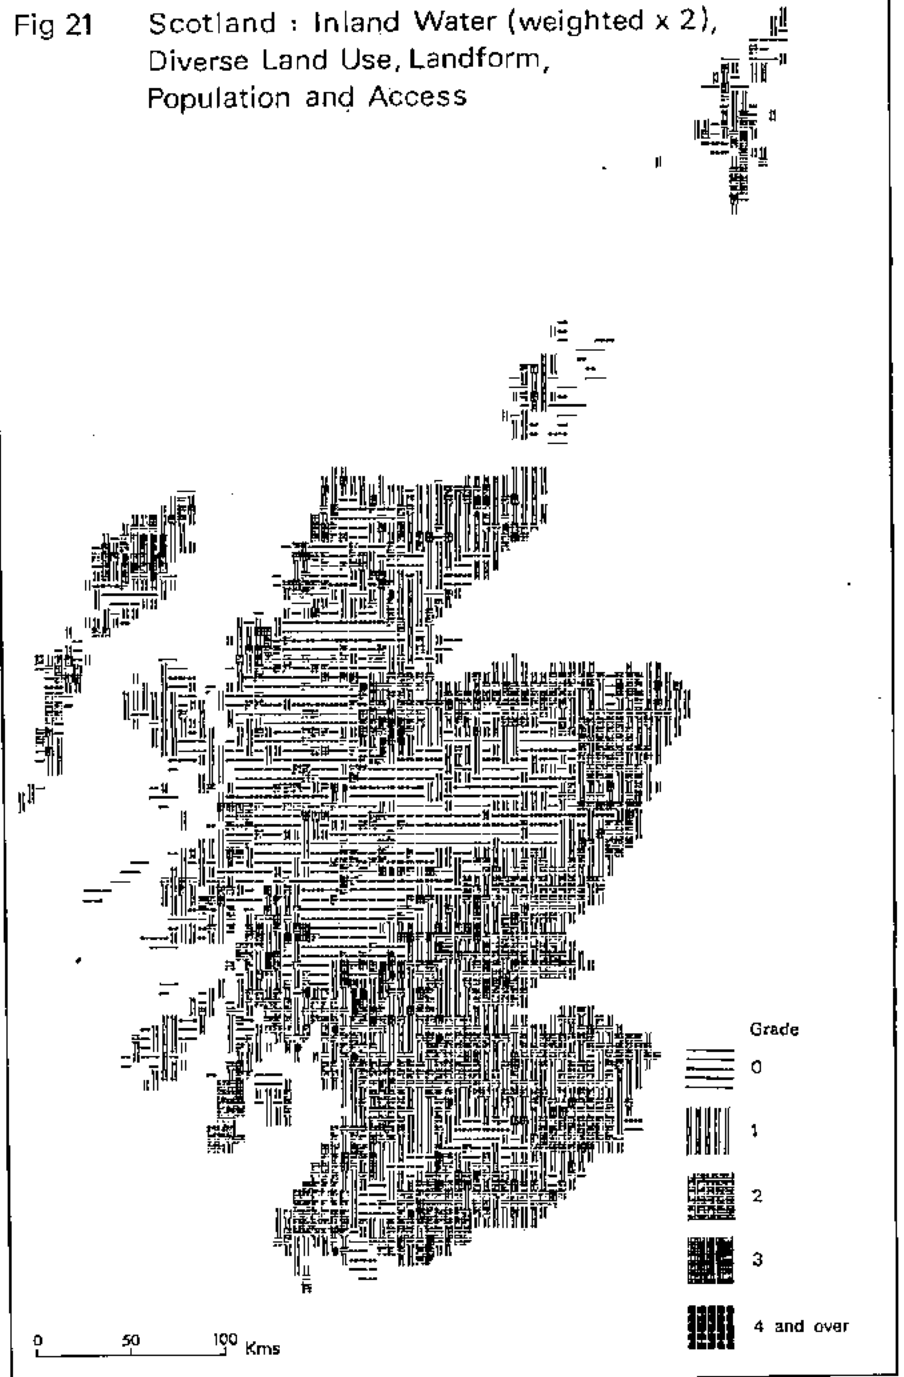 Fig 21 Scotland : Inland Water (weighted x 2),
Diverse Land Use, Landform,
Population and Access
Grade
0
1
2
3
4 and over
0 50 100 Kms